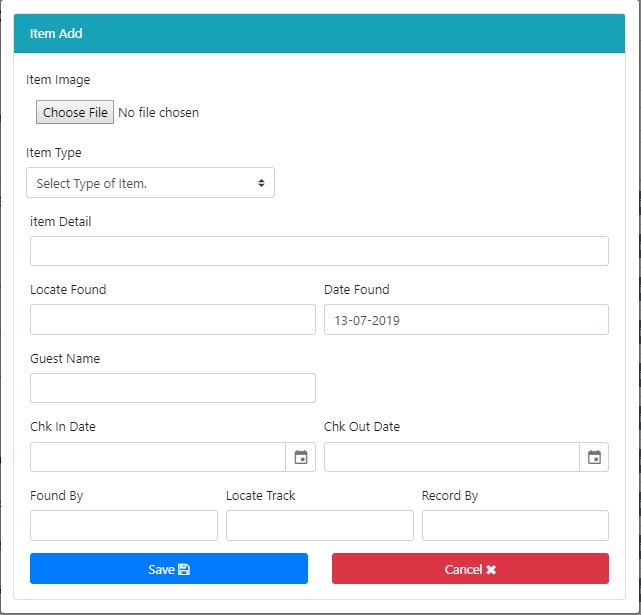 Item Add
Item Image
Choose File No file chosen
Item Type
Select Type of Item.
item Detail
Locate Found Date Found
13-07-2019
Guest Name
Chk In Date Chk Out Date
Found By Locate Track Record By
Save Cancel